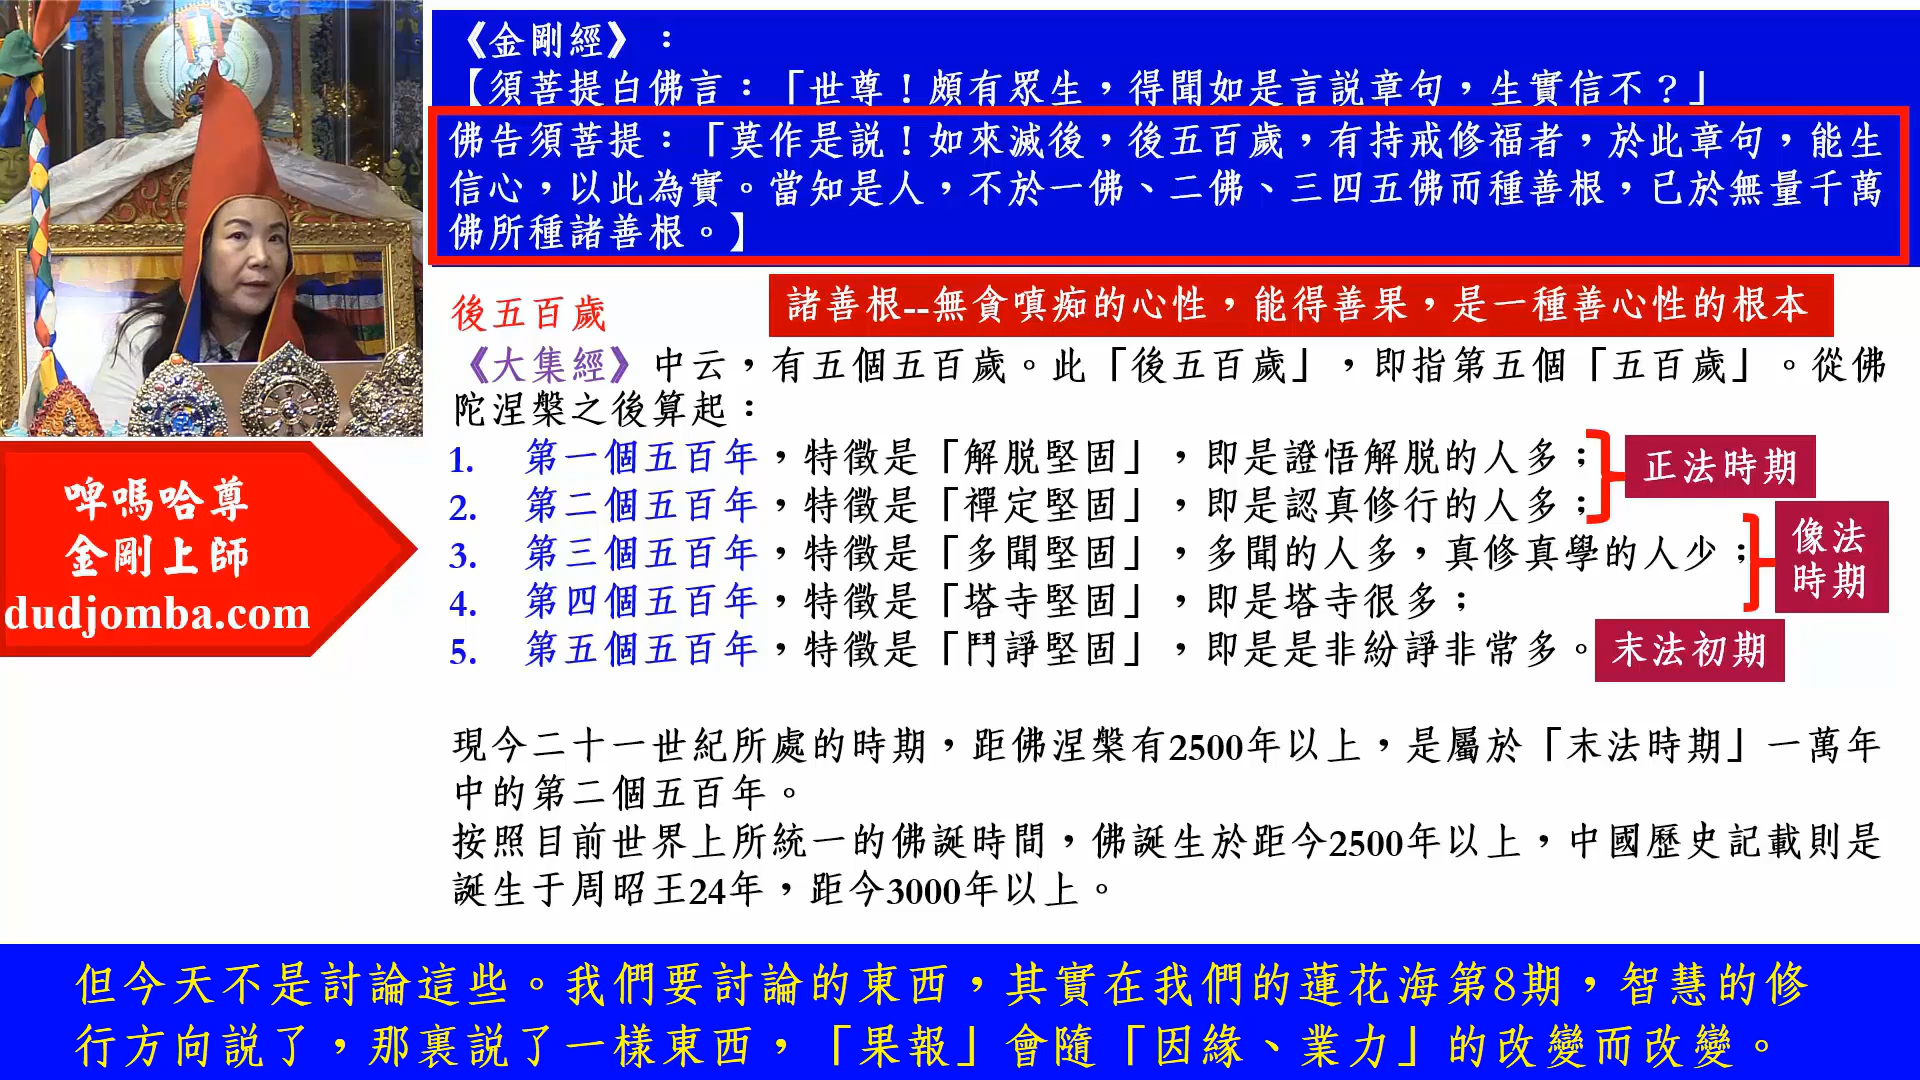 《金剛經》：
【須菩提白佛言：「世尊！頗有眾生，得聞如是言説章句，生實信不？」
佛告須菩提：「莫作是説！如來滅後，後五百歲，有持戒修福者，於此章句，能生
信心，以此為實。當知是人，不於一佛、二佛、三四五佛而種善根，已於無量千萬
佛所種諸善根。】
諸善根--無貪嗔痴的心性，能得善果，是一種善心性的根本
後五百歲
《大集經》中云，有五個五百歲。此「後五百歲」，即指第五個「五百歲」。從佛
陀涅槃之後算起：
1. 第一個五百年，特徵是「解脱堅固」，即是證悟解脱的人多；
2. 第二個五百年，特徵是「禪定堅固」，即是認真修行的人多；
正法時期
3. 第三個五百年，特徵是「多聞堅固」，多聞的人多，真修真學的人少；
4. 第四個五百年，特徵是「塔寺堅固」，即是塔寺很多；
像法
時期
5. 第五個五百年，特徵是「鬥諍堅固」，即是是非紛諍非常多。
末法初期
現今二十一世紀所處的時期，距佛涅槃有2500年以上，是屬於「末法時期」一萬年
中的第二個五百年。
按照目前世界上所統一的佛誕時間，佛誕生於距今2500年以上，中國歷史記載則是
誕生于周昭王24年，距今3000年以上。
啤嗎哈尊
金剛上師
dudjomba.com
但今天不是討論這些。我們要討論的東西，其實在我們的蓮花海第8期，智慧的修
行方向説了，那裏説了一樣東西，「果報」會隨「因緣、業力」的改變而改變。